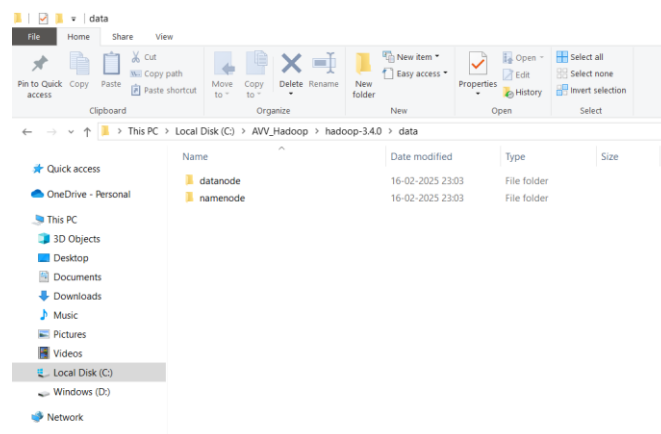 data
File Home Share View
Pin to Quick access
Copy
Paste
Cut
Copy path
Paste shortcut
Clipboard
Move to
Copy to
Delete
Rename
Organize
New folder
New item
Easy access
New
Properties
Open
Edit
History
Open
Select all
Select none
Invert selection
Select
This PC > Local Disk (C:) > AVV_Hadoop > hadoop-3.4.0 > data
Name Date modified Type Size
datanode 16-02-2025 23:03 File folder
namenode 16-02-2025 23:03 File folder
Quick access
OneDrive - Personal
This PC
3D Objects
Desktop
Documents
Downloads
Music
Pictures
Videos
Local Disk (C:)
Windows (D:)
Network